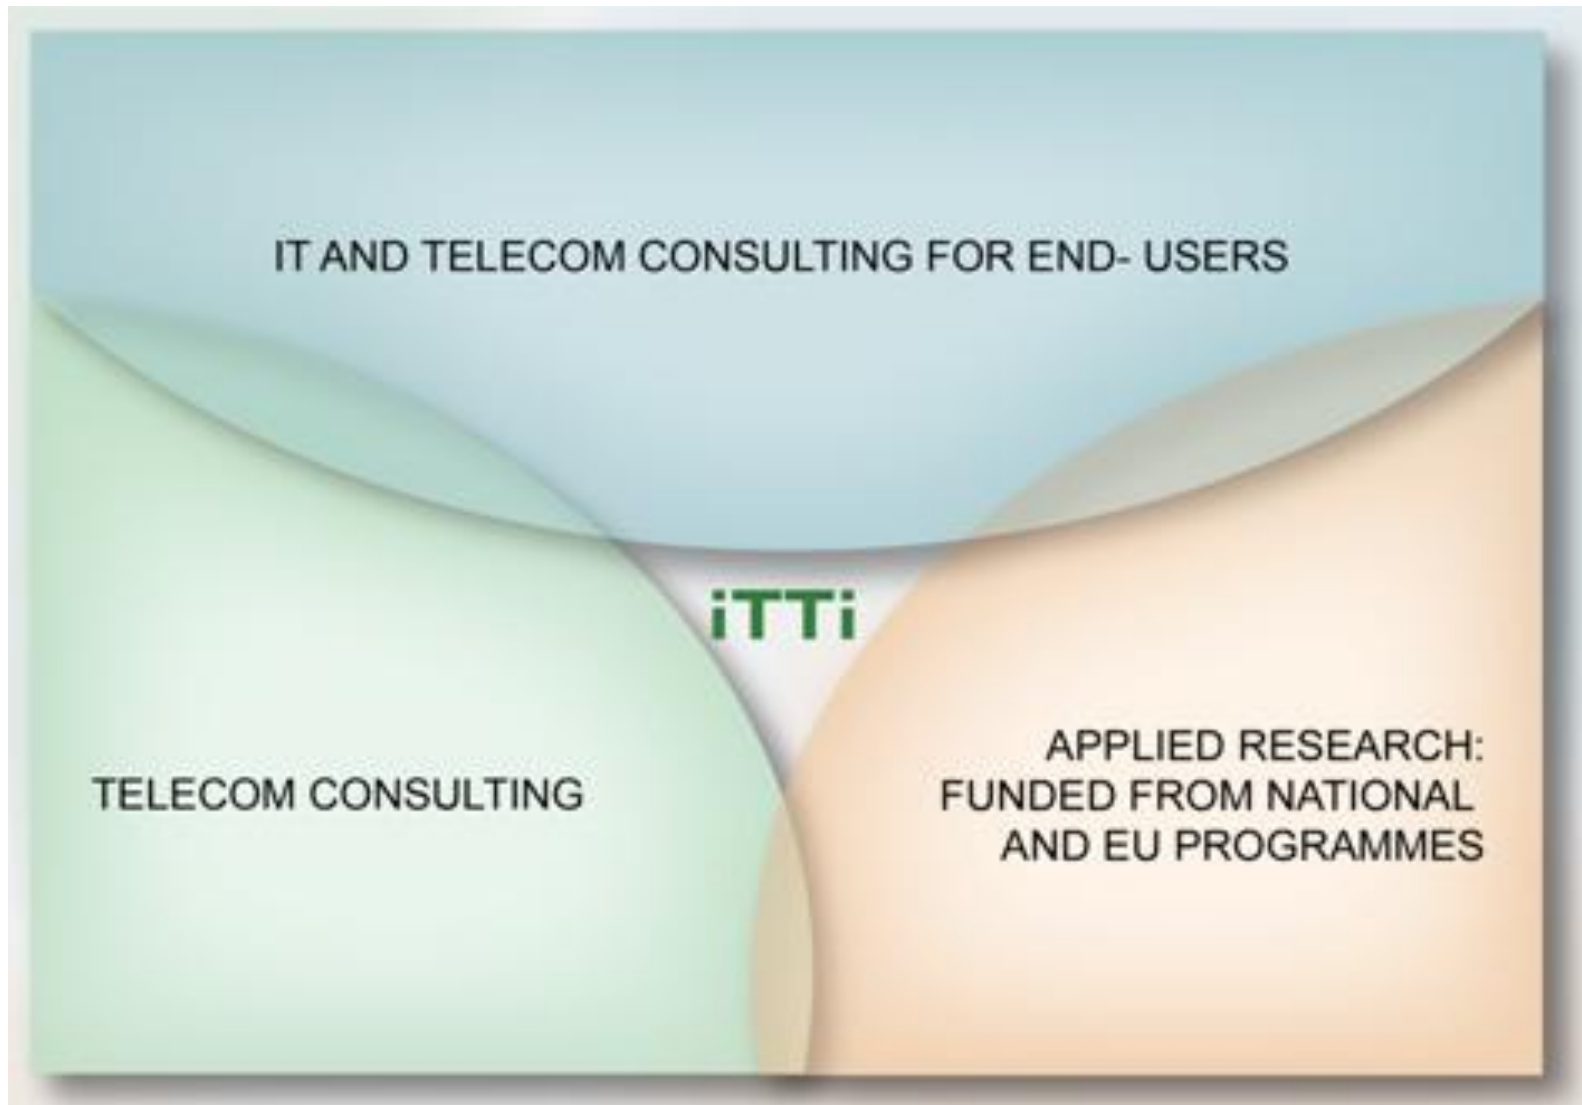 IT AND TELECOM CONSULTING FOR END- USERS
iTTi
TELECOM CONSULTING
APPLIED RESEARCH:
FUNDED FROM NATIONAL
AND EU PROGRAMMES